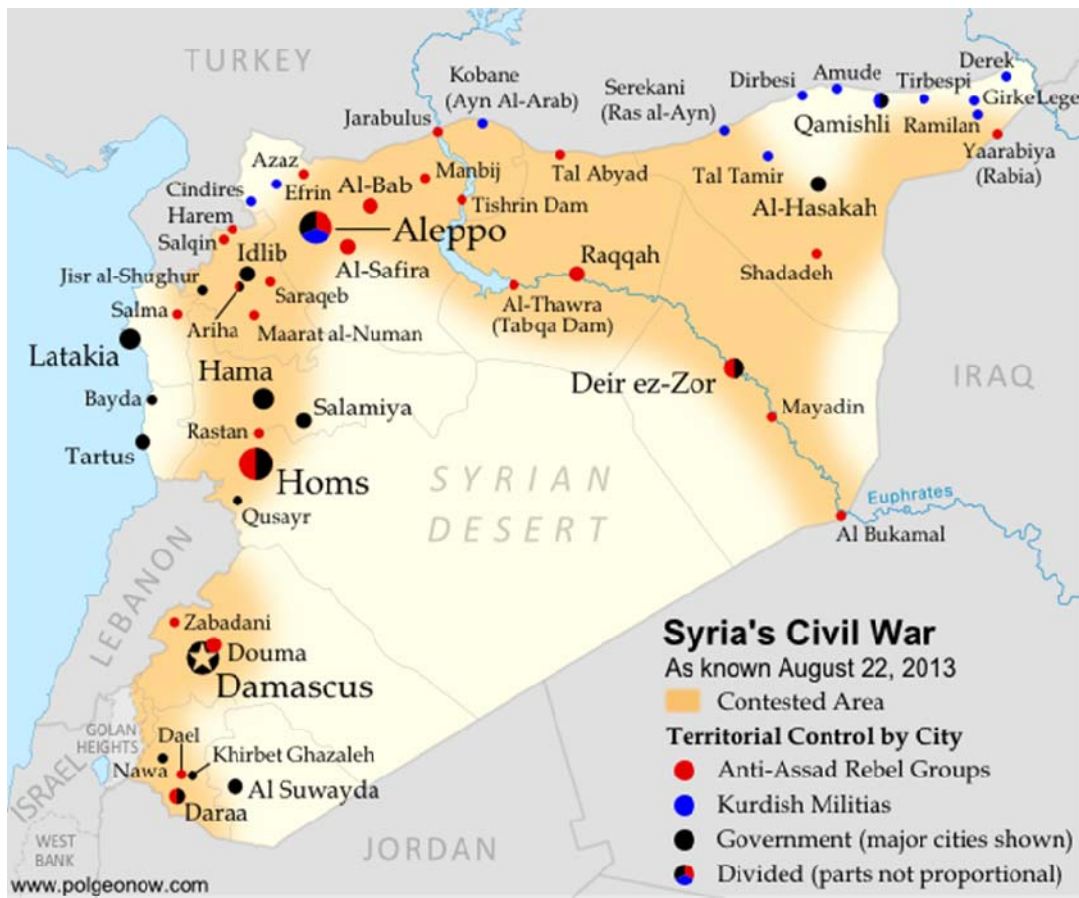 TURKEY
Kobane
(Ayn Al-Arab)
Serekani
(Ras al-Ayn)
Dirbesi
Amude
Tirbespi
Derek
GirkeLege
Jarabulus
Qamishli
Ramilan
Yaarabiya
(Rabia)
Azaz
Efrin
Al-Bab
Manbij
Tal Abyad
Tal Tamir
Cindires
Harem
Salqin
Tishrin Dam
Al-Hasakah
Aleppo
Idlib
Al-Safira
Raqqah
Shadadeh
Jisr al-Shughur
Saraqeb
Al-Thawra
(Tabqa Dam)
Salma
Ariha
Maarat al-Numan
Latakia
Hama
Deir ez-Zor
IRAQ
Bayda
Salamiya
Mayadin
Rastan
Tartus
Homs
SYRIAN
DESERT
Qusayr
Euphrates
Al Bukamal
LEBANON
Zabadani
Douma
Damascus
GOLAN
HEIGHTS
Dael
Khirbet Ghazaleh
Nawa
Al Suwayda
Daraa
ISRAEL
WEST
BANK
JORDAN
www.polgeonow.com
Syria's Civil War
As known August 22, 2013
Contested Area
Territorial Control by City
Anti-Assad Rebel Groups
Kurdish Militias
Government (major cities shown)
Divided (parts not proportional)